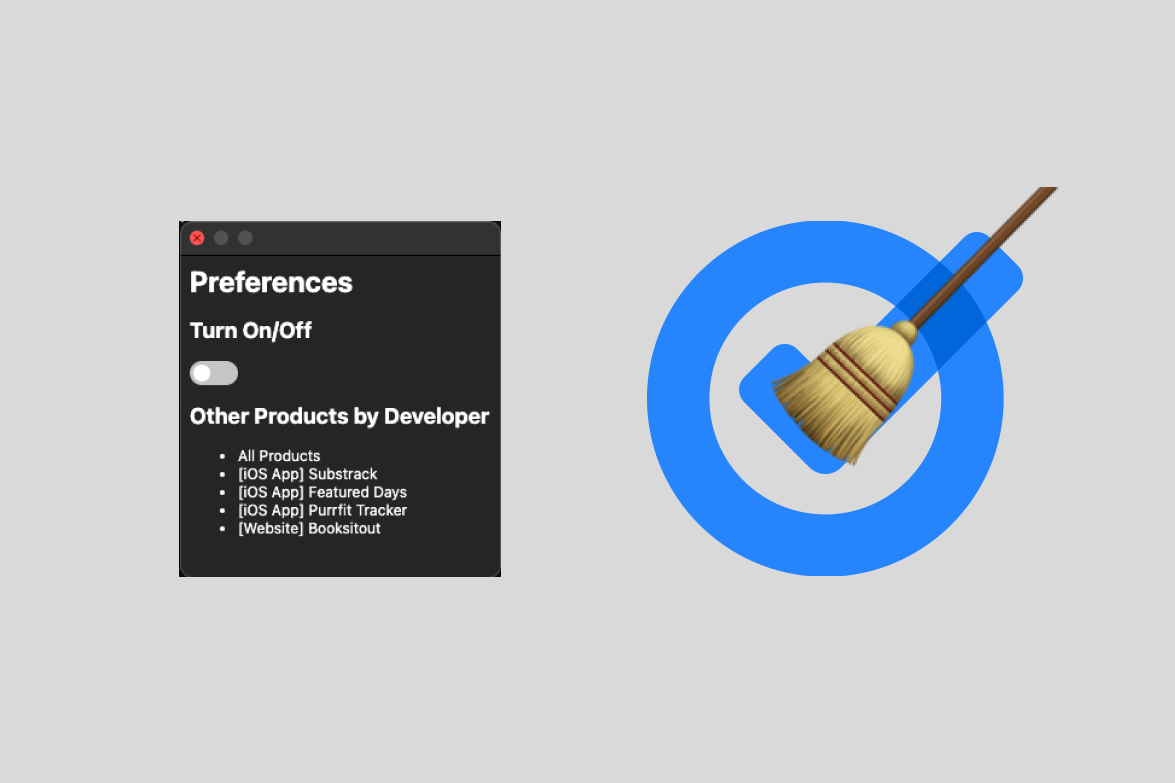 Preferences
Turn On/Off
Other Products by Developer
All Products
[iOS App] Substrack
[iOS App] Featured Days
[iOS App] Purrfit Tracker
[Website] Booksitout